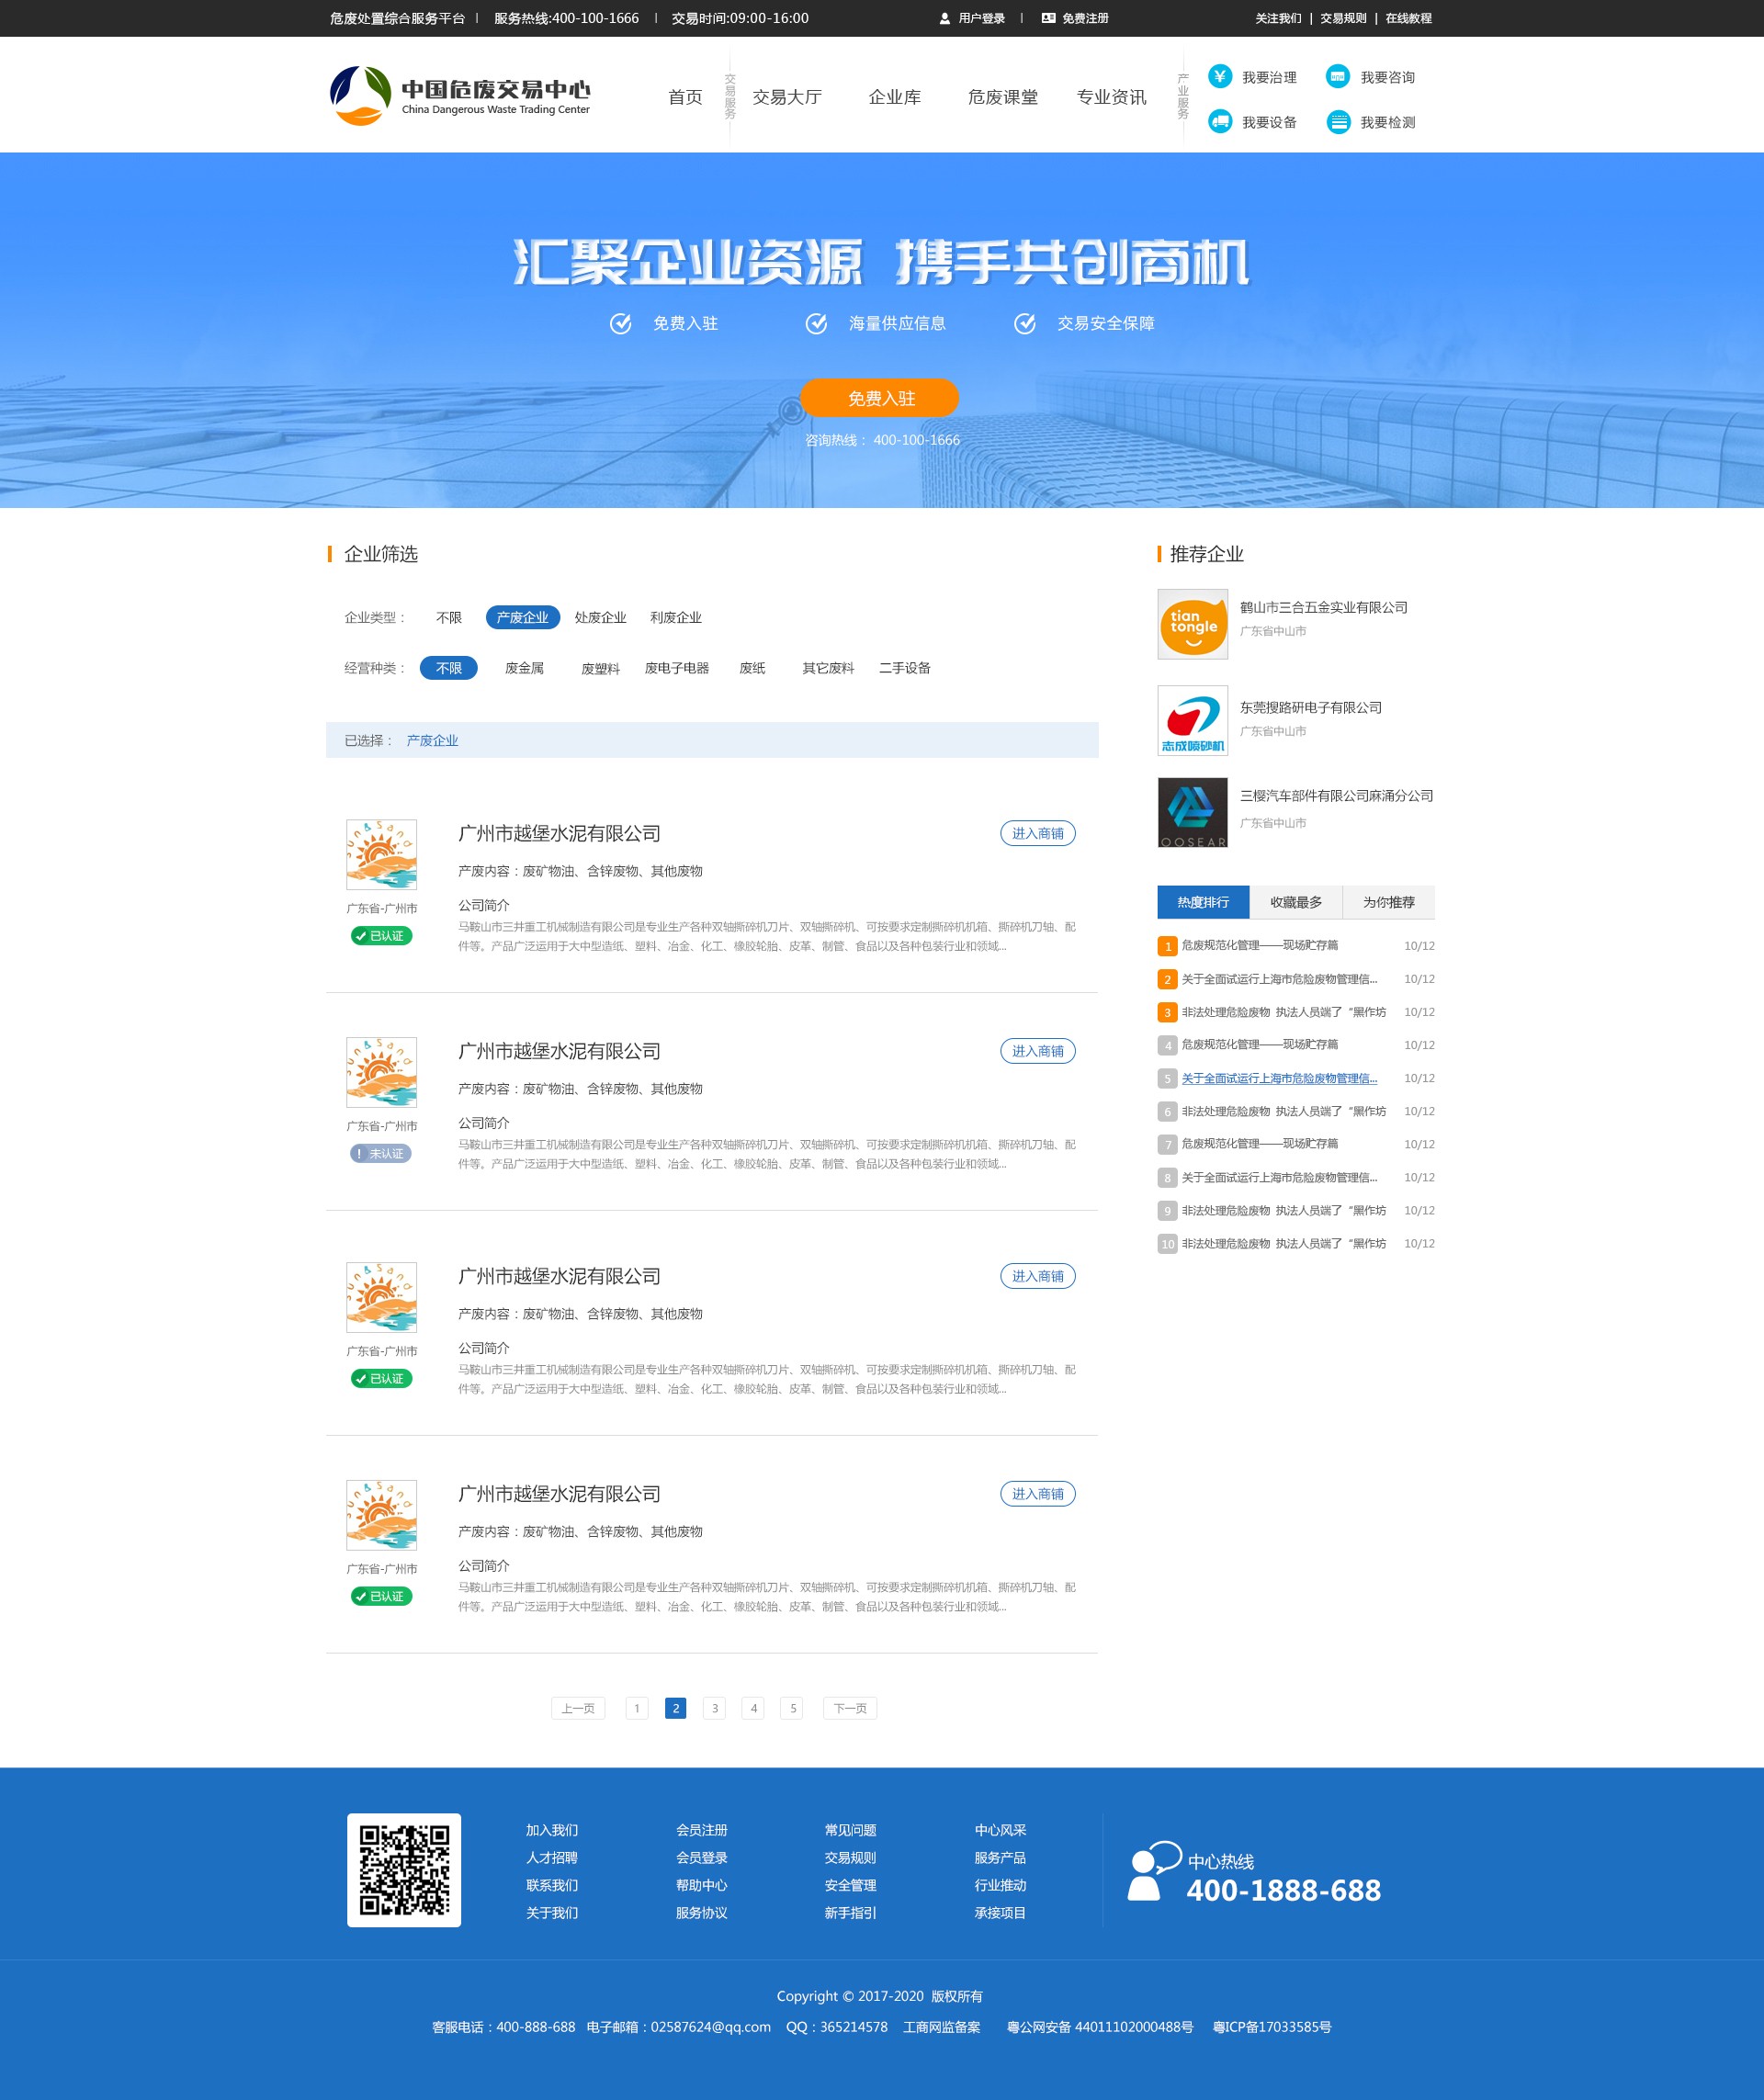 危废处置综合服务平台 | 服务热线:400-100-1666 | 交易时间:09:00-16:00 用户登录 | 免费注册 关注我们 | 交易规则 | 在线教程
中国危废交易中心
China Dangerous Waste Trading Center
首页 交易服务 交易大厅 企业库 危废课堂 专业资讯 产业服务
我要治理 我要咨询
我要设备 我要检测
汇聚企业资源 携手共创商机
免费入驻 海量供应信息 交易安全保障
免费入驻
咨询热线： 400-100-1666
企业筛选
企业类型： 不限 产废企业 处废企业 利废企业
经营种类： 不限 废金属 废塑料 废电子电器 废纸 其它废料 二手设备
已选择： 产废企业
Sun & Sand
广东省-广州市
已认证
广州市越堡水泥有限公司
进入商铺
产废内容：废矿物油、含锌废物、其他废物
公司简介
马鞍山市三井重工机械制造有限公司是专业生产各种双轴撕碎机刀片、双轴撕碎机、可按要求定制撕碎机机箱、撕碎机刀轴、配
件等。产品广泛运用于大中型造纸、塑料、冶金、化工、橡胶轮胎、皮革、制管、食品以及各种包装行业和领域...
Sun & Sand
广东省-广州市
未认证
广州市越堡水泥有限公司
进入商铺
产废内容：废矿物油、含锌废物、其他废物
公司简介
马鞍山市三井重工机械制造有限公司是专业生产各种双轴撕碎机刀片、双轴撕碎机、可按要求定制撕碎机机箱、撕碎机刀轴、配
件等。产品广泛运用于大中型造纸、塑料、冶金、化工、橡胶轮胎、皮革、制管、食品以及各种包装行业和领域...
Sun & Sand
广东省-广州市
已认证
广州市越堡水泥有限公司
进入商铺
产废内容：废矿物油、含锌废物、其他废物
公司简介
马鞍山市三井重工机械制造有限公司是专业生产各种双轴撕碎机刀片、双轴撕碎机、可按要求定制撕碎机机箱、撕碎机刀轴、配
件等。产品广泛运用于大中型造纸、塑料、冶金、化工、橡胶轮胎、皮革、制管、食品以及各种包装行业和领域...
Sun & Sand
广东省-广州市
已认证
广州市越堡水泥有限公司
进入商铺
产废内容：废矿物油、含锌废物、其他废物
公司简介
马鞍山市三井重工机械制造有限公司是专业生产各种双轴撕碎机刀片、双轴撕碎机、可按要求定制撕碎机机箱、撕碎机刀轴、配
件等。产品广泛运用于大中型造纸、塑料、冶金、化工、橡胶轮胎、皮革、制管、食品以及各种包装行业和领域...
上一页 1 2 3 4 5 下一页
推荐企业
tian
tongle
鹤山市三合五金实业有限公司
广东省中山市
志成喷砂机
东莞搜路研电子有限公司
广东省中山市
OOSEAR
三樱汽车部件有限公司麻涌分公司
广东省中山市
热度排行 收藏最多 为你推荐
1 危废规范化管理——现场贮存篇 10/12
2 关于全面试运行上海市危险废物管理信... 10/12
3 非法处理危险废物 执法人员端了“黑作坊 10/12
4 危废规范化管理——现场贮存篇 10/12
5 关于全面试运行上海市危险废物管理信... 10/12
6 非法处理危险废物 执法人员端了“黑作坊 10/12
7 危废规范化管理——现场贮存篇 10/12
8 关于全面试运行上海市危险废物管理信... 10/12
9 非法处理危险废物 执法人员端了“黑作坊 10/12
10 非法处理危险废物 执法人员端了“黑作坊 10/12
加入我们 会员注册 常见问题 中心风采
人才招聘 会员登录 交易规则 服务产品
联系我们 帮助中心 安全管理 行业推动
关于我们 服务协议 新手指引 承接项目
中心热线
400-1888-688
Copyright © 2017-2020 版权所有
客服电话：400-888-688 电子邮箱：02587624@qq.com QQ：365214578 工商网监备案 粤公网安备 44011102000488号 粤ICP备17033585号